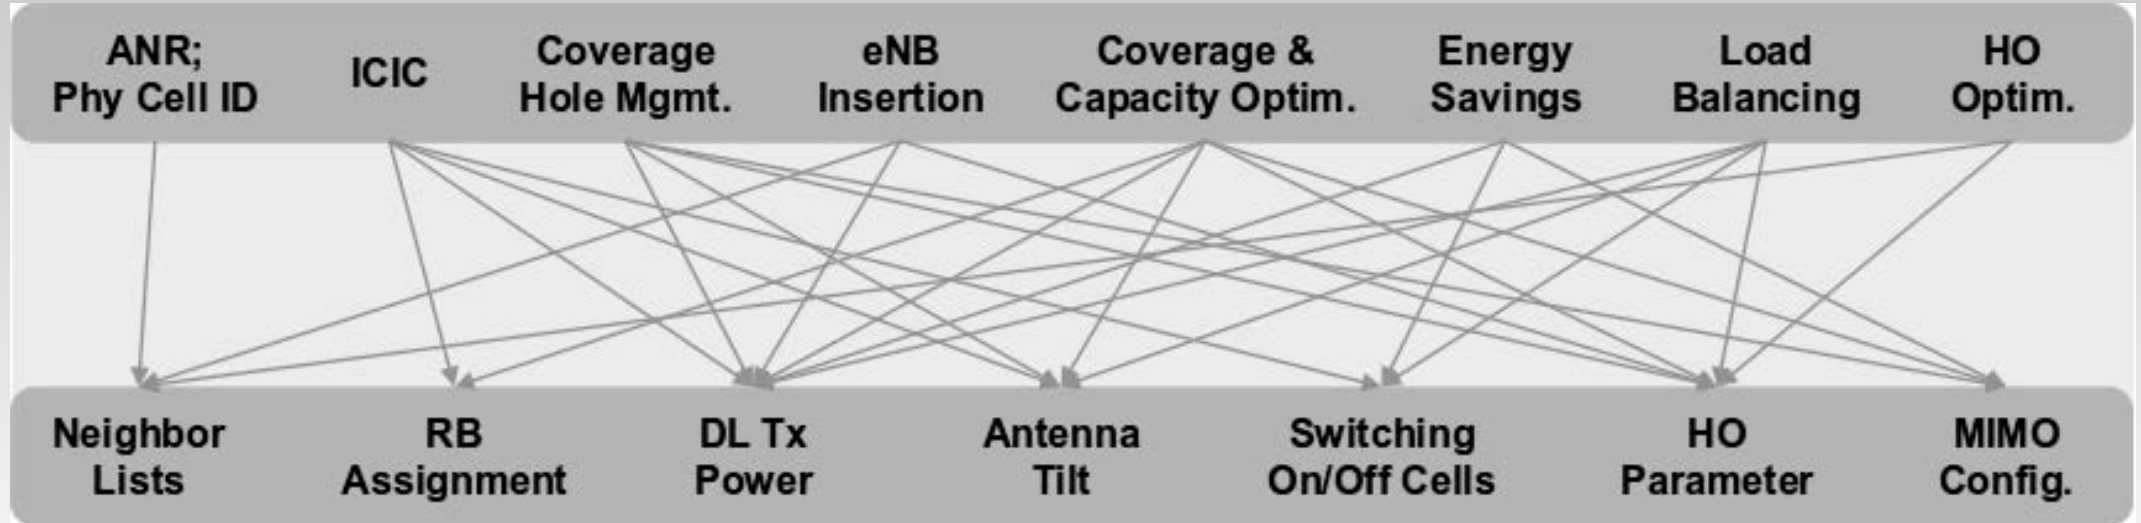 ANR;
Phy Cell ID
ICIC
Coverage
Hole Mgmt.
eNB
Insertion
Coverage &
Capacity Optim.
Energy
Savings
Load
Balancing
HO
Optim.
Neighbor
Lists
RB
Assignment
DL Tx
Power
Antenna
Tilt
Switching
On/Off Cells
HO
Parameter
MIMO
Config.